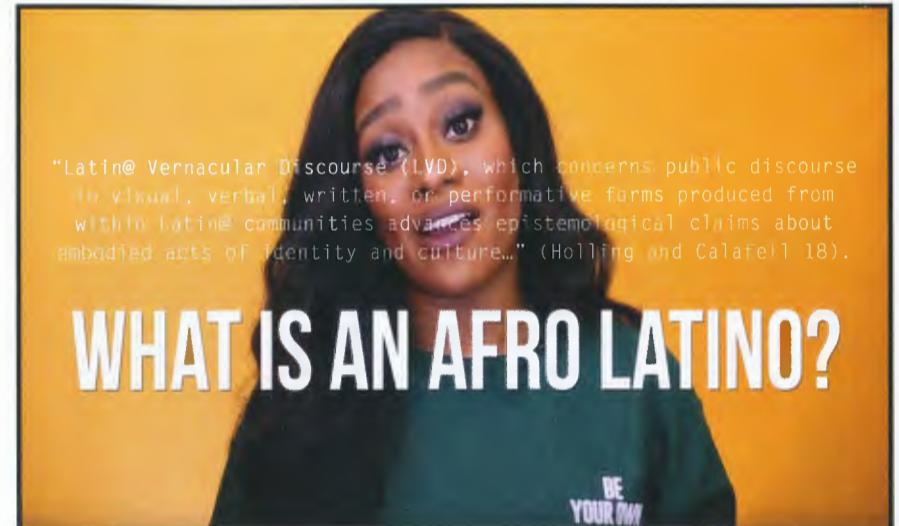 “Latin@ Vernacular Discourse (LVD), which concerns public discourse
in visual, verbal, written, or performative forms produced from
within Latin@ communities advances epistemological claims about
embodied acts of identity and culture…” (Holling and Calafell 18).
WHAT IS AN AFRO LATINO?
BE
YOUR OWN